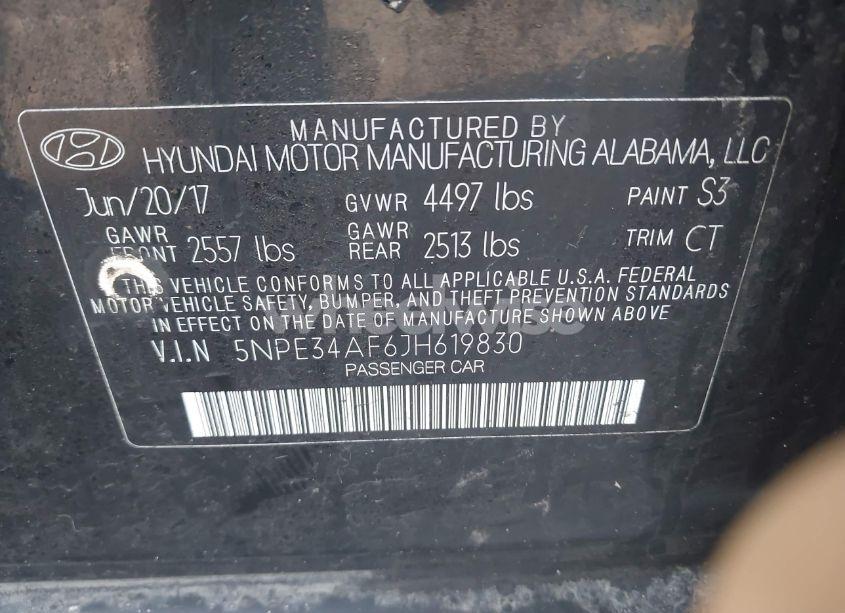 MANUFACTURED BY
HYUNDAI MOTOR MANUFACTURING ALABAMA, LLC
Jun/20/17 GVWR 4497 lbs PAINT S3
GAWR FRONT 2557 lbs GAWR REAR 2513 lbs TRIM CT
THIS VEHICLE CONFORMS TO ALL APPLICABLE U.S.A. FEDERAL
MOTOR VEHICLE SAFETY, BUMPER, AND THEFT PREVENTION STANDARDS
IN EFFECT ON THE DATE OF MANUFACTURE SHOWN ABOVE
V.I.N 5NPE34AF6JH619830
PASSENGER CAR